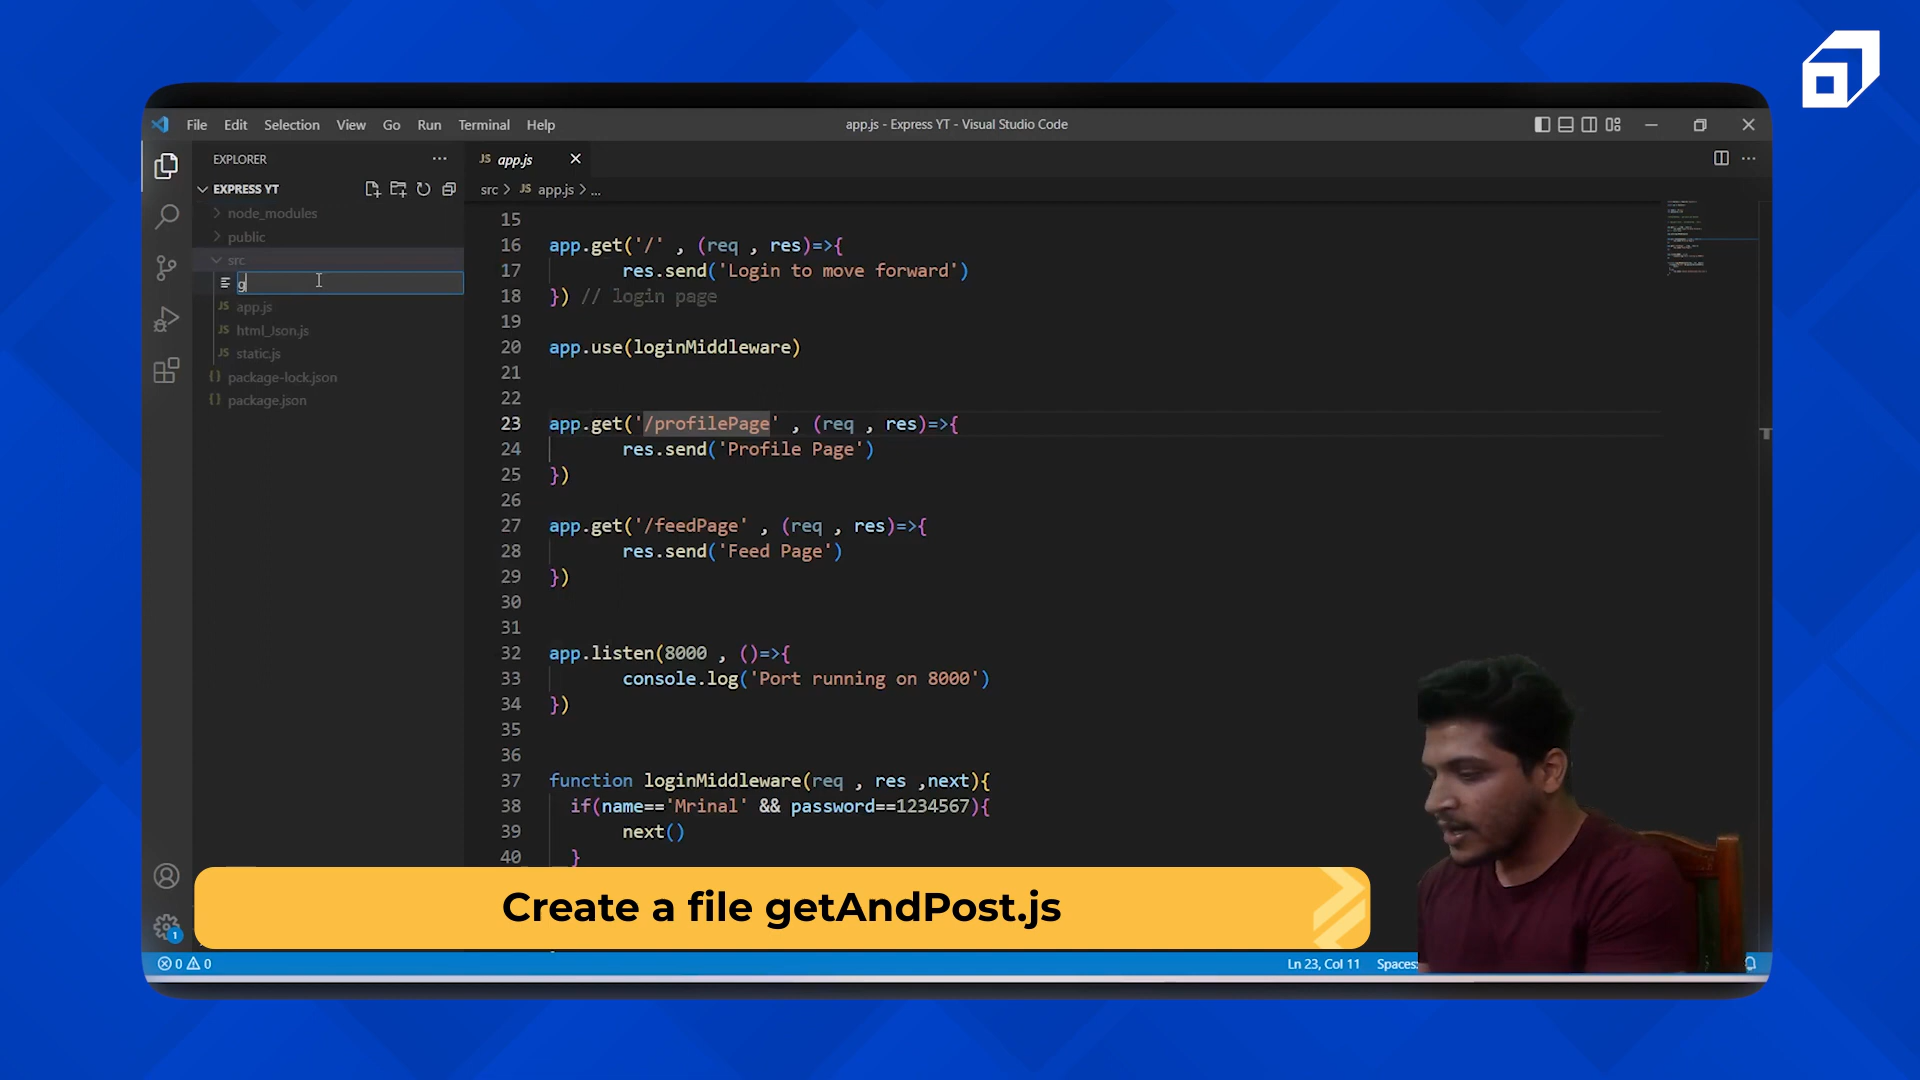 File Edit Selection View Go Run Terminal Help
app.js - Express YT - Visual Studio Code
EXPLORER
EXPRESS YT
node_modules
public
src
g
JS app.js
JS html_Json.js
JS static.js
{} package-lock.json
{} package.json
1
JS app.js
src > JS app.js > ...
15
16 app.get('/' , (req , res)=>{
17 res.send('Login to move forward')
18 }) // login page
19
20 app.use(loginMiddleware)
21
22
23 app.get('/profilePage' , (req , res)=>{
24 res.send('Profile Page')
25 })
26
27 app.get('/feedPage' , (req , res)=>{
28 res.send('Feed Page')
29 })
30
31
32 app.listen(8000 , ()=>{
33 console.log('Port running on 8000')
34 })
35
36
37 function loginMiddleware(req , res ,next){
38 if(name=='Mrinal' && password==1234567){
39 next()
40 }
Create a file getAndPost.js
0 0
Ln 23, Col 11 Spaces: